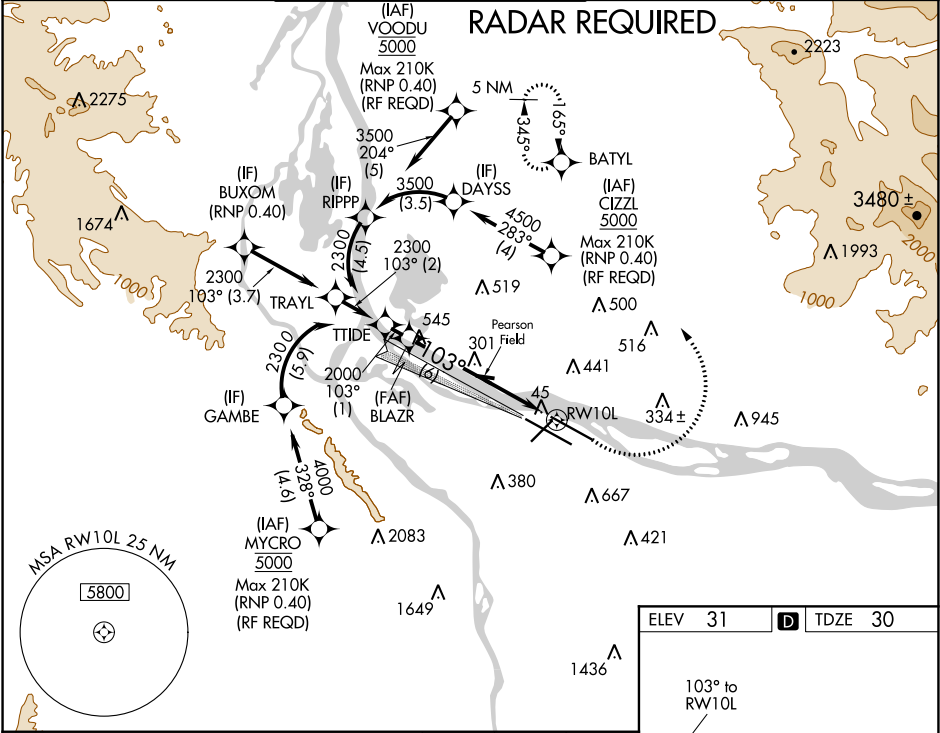 RADAR REQUIRED
(IAF)
VOODU
5000
Max 210K
(RNP 0.40)
(RF REQD)
2223
2275
5 NM
345°
165°
BATYL
3500
204°
(5)
(IF)
DAYSS
(IAF)
CIZZL
5000
Max 210K
(RNP 0.40)
(RF REQD)
(IF)
BUXOM
(RNP 0.40)
(IF)
RIPPP
3500
(3.5)
4500
283°
(4)
3480 ±
2000
1993
1000
1674
1000
2300
(4.5)
2300
103° (2)
2300
103° (3.7)
TRAYL
519
500
516
TTIDE
545
103°
(6)
301
Pearson
Field
441
2300
(5.9)
2000
103°
(1)
(FAF)
BLAZR
45
RW10L
334 ±
945
(IF)
GAMBE
4000
328°
(4.6)
380
667
(IAF)
MYCRO
5000
Max 210K
(RNP 0.40)
(RF REQD)
2083
421
MSA RW10L 25 NM
5800
1649
1436
ELEV 31 D TDZE 30
103° to
RW10L